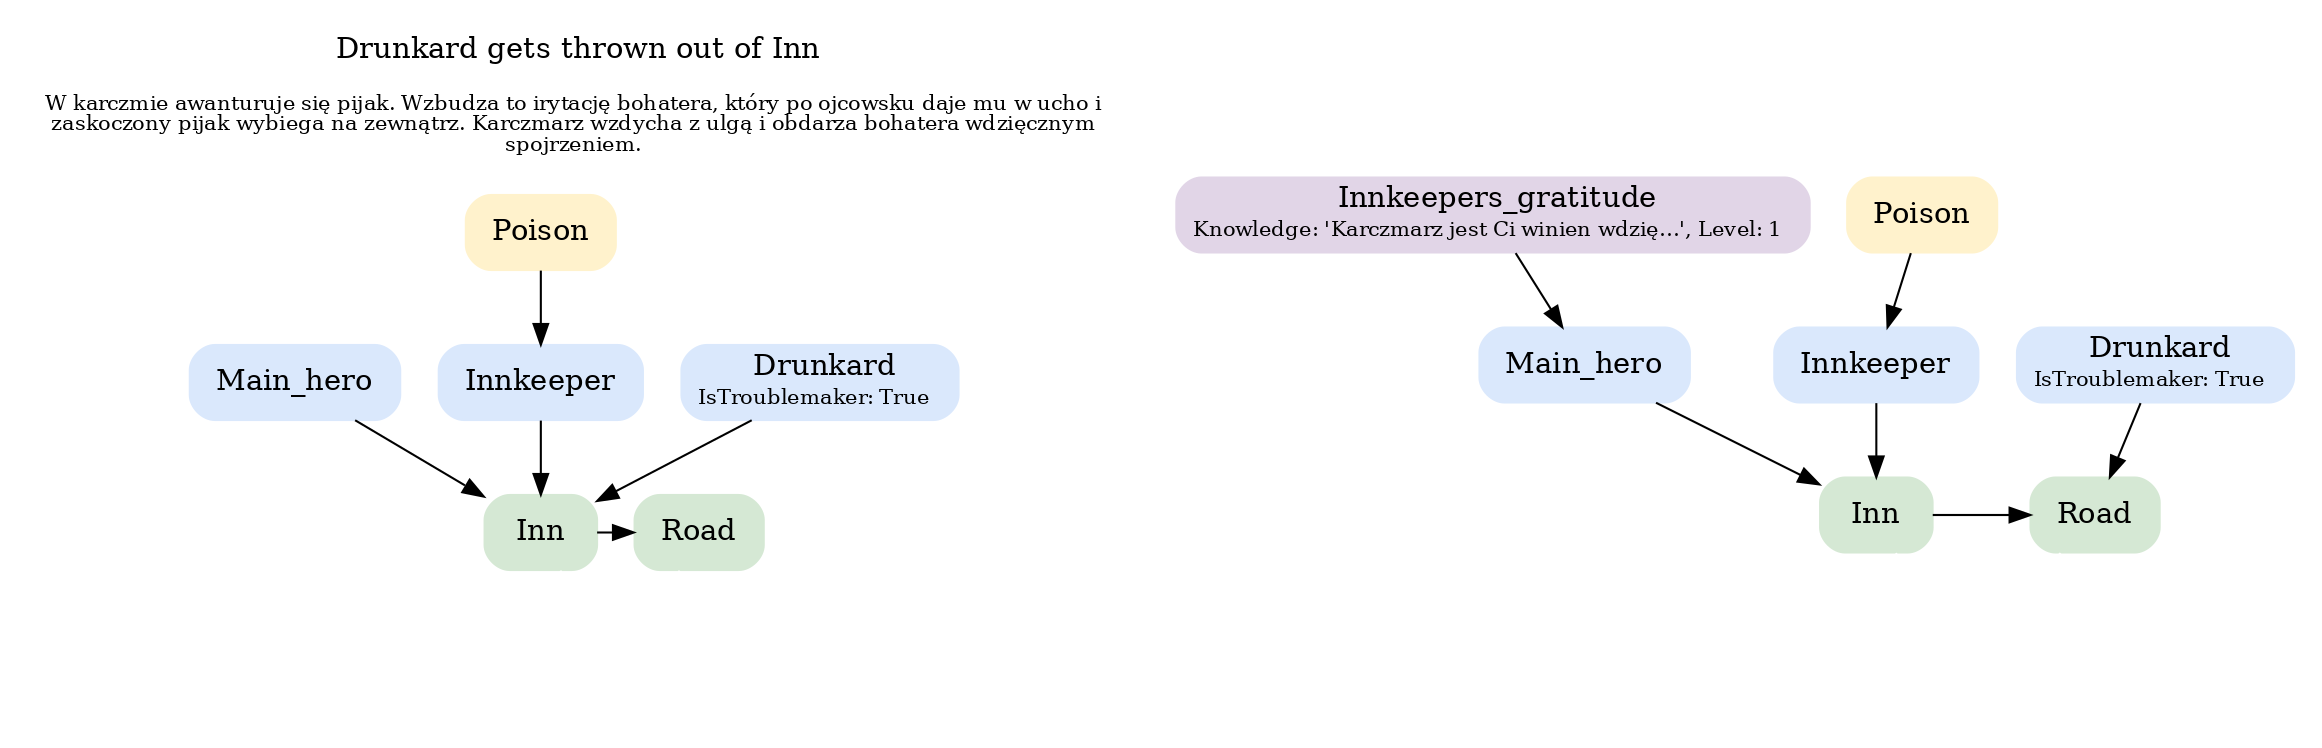 Drunkard gets thrown out of Inn
W karczmie awanturuje się pijak. Wzbudza to irytację bohatera, który po ojcowsku daje mu w ucho i
zaskoczony pijak wybiega na zewnątrz. Karczmarz wzdycha z ulgą i obdarza bohatera wdzięcznym
spojrzeniem.
Poison
Main_hero
Innkeeper
Drunkard
IsTroublemaker: True
Inn
Road
Innkeepers_gratitude
Knowledge: 'Karczmarz jest Ci winien wdzię...', Level: 1
Poison
Main_hero
Innkeeper
Drunkard
IsTroublemaker: True
Inn
Road